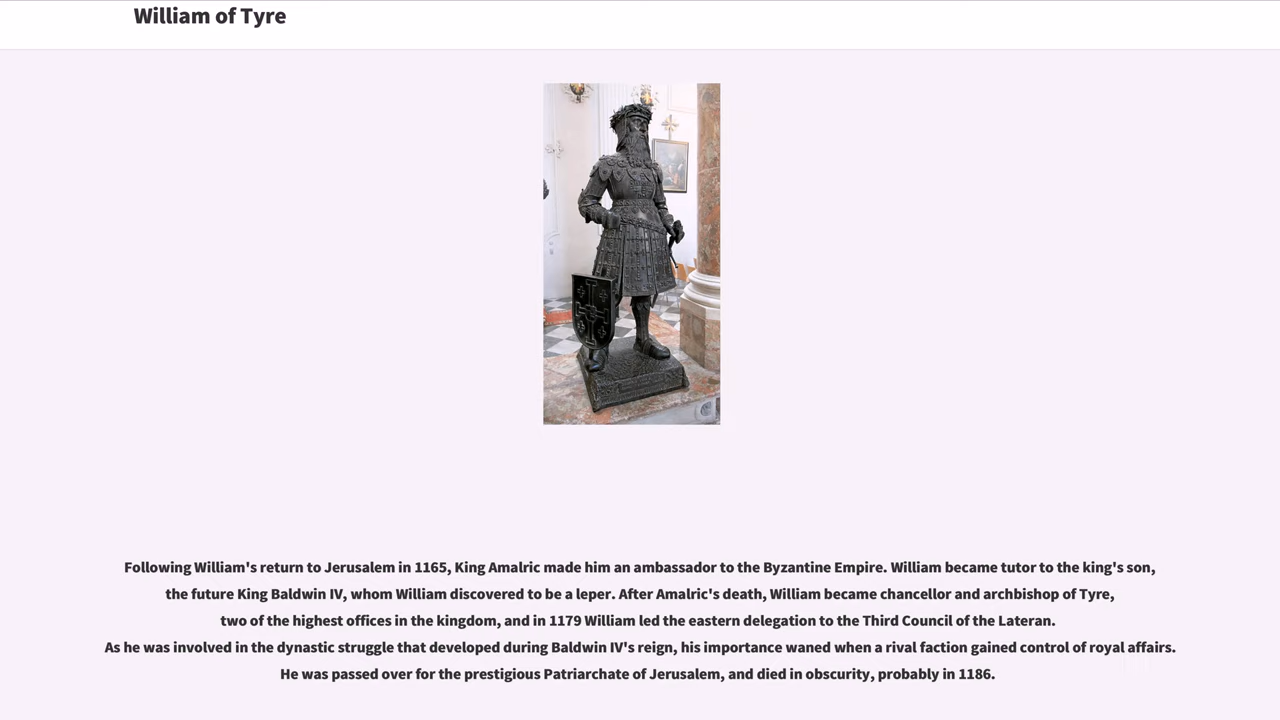 William of Tyre
Following William's return to Jerusalem in 1165, King Amalric made him an ambassador to the Byzantine Empire. William became tutor to the king's son,
the future King Baldwin IV, whom William discovered to be a leper. After Amalric's death, William became chancellor and archbishop of Tyre,
two of the highest offices in the kingdom, and in 1179 William led the eastern delegation to the Third Council of the Lateran.
As he was involved in the dynastic struggle that developed during Baldwin IV's reign, his importance waned when a rival faction gained control of royal affairs.
He was passed over for the prestigious Patriarchate of Jerusalem, and died in obscurity, probably in 1186.